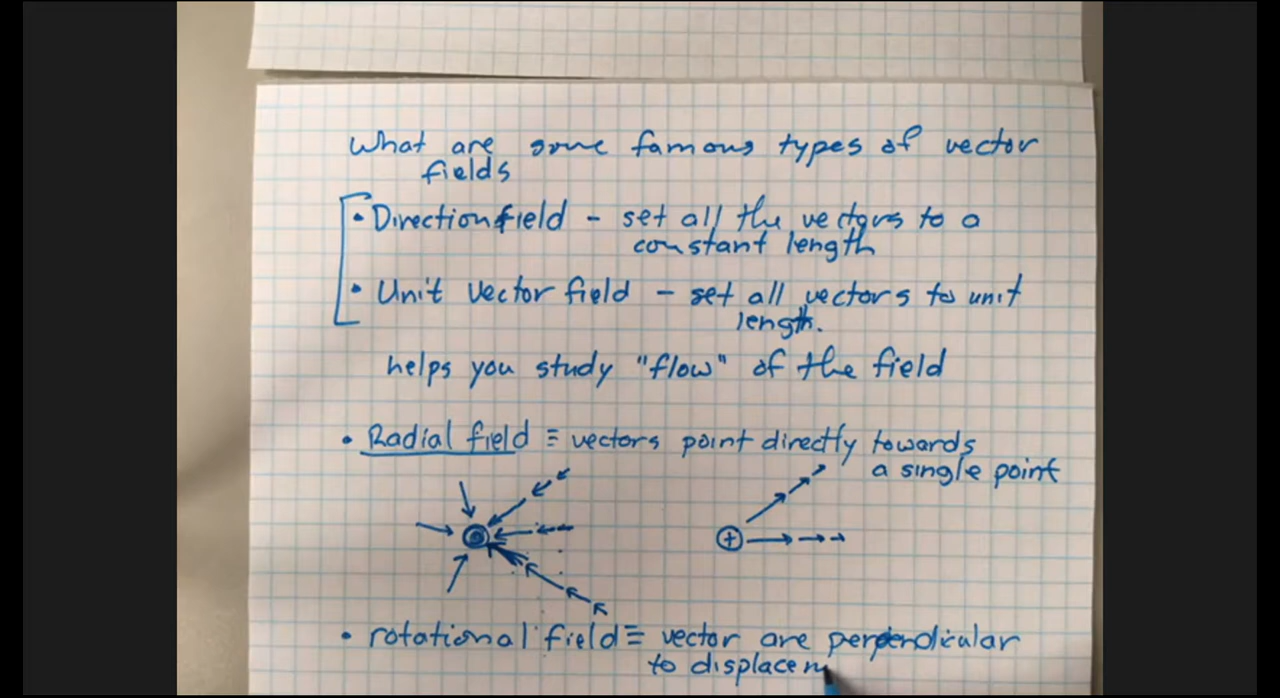 What are some famous types of vector
fields
• Direction field - set all the vectors to a
constant length
• Unit vector field - set all vectors to unit
length.
helps you study "flow" of the field
• Radial field ≡ vectors point directly towards
a single point
+
• rotational field ≡ vector are perpendicular
to displacem